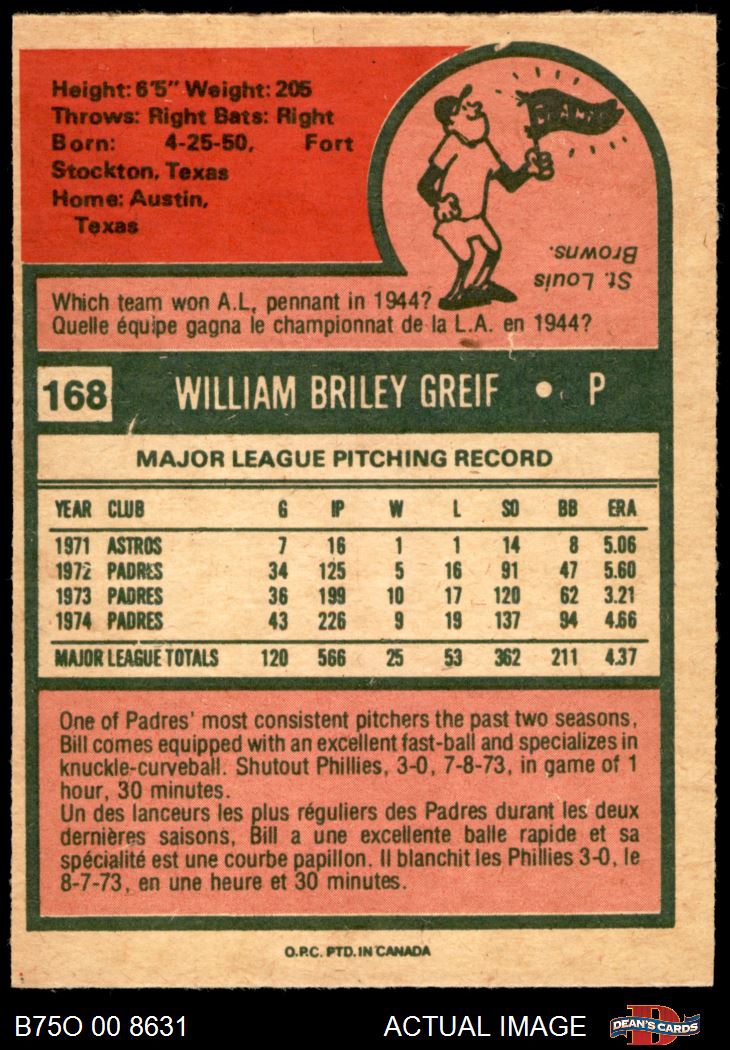 Height: 6'5" Weight: 205
Throws: Right Bats: Right
Born: 4-25-50, Fort
Stockton, Texas
Home: Austin,
Texas
St. Louis
Browns.
Which team won A.L. pennant in 1944?
Quelle équipe gagna le championnat de la L.A. en 1944?
168 WILLIAM BRILEY GREIF • P
MAJOR LEAGUE PITCHING RECORD
YEAR CLUB G IP W L SO BB ERA
1971 ASTROS 7 16 1 1 14 8 5.06
1972 PADRES 34 125 5 16 91 47 5.60
1973 PADRES 36 199 10 17 120 62 3.21
1974 PADRES 43 226 9 19 137 94 4.66
MAJOR LEAGUE TOTALS 120 566 25 53 362 211 4.37
One of Padres' most consistent pitchers the past two seasons,
Bill comes equipped with an excellent fast-ball and specializes in
knuckle-curveball. Shutout Phillies, 3-0, 7-8-73, in game of 1
hour, 30 minutes.
Un des lanceurs les plus réguliers des Padres durant les deux
dernières saisons, Bill a une excellente balle rapide et sa
spécialité est une courbe papillon. Il blanchit les Phillies 3-0, le
8-7-73, en une heure et 30 minutes.
O.P.C. PTD. IN CANADA
B75O 00 8631 ACTUAL IMAGE DEAN'S CARDS